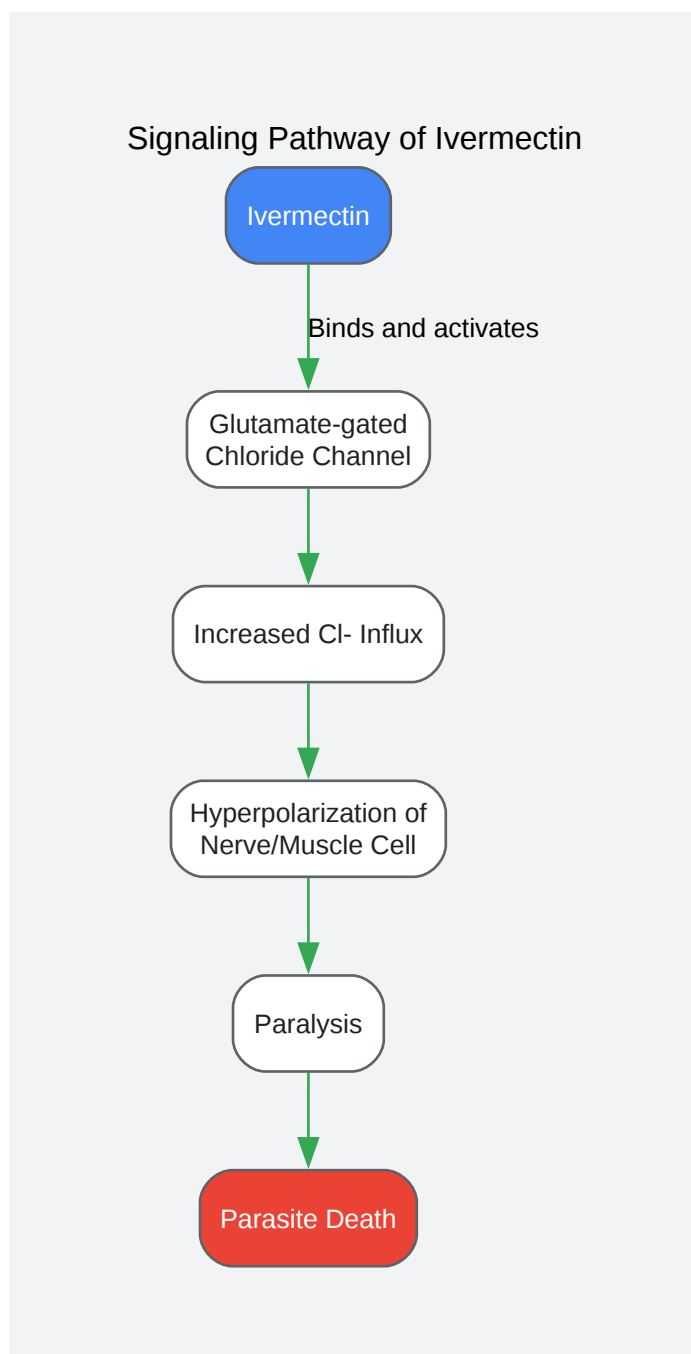 Signaling Pathway of Ivermectin
Ivermectin
Binds and activates
Glutamate-gated
Chloride Channel
Increased Cl- Influx
Hyperpolarization of
Nerve/Muscle Cell
Paralysis
Parasite Death